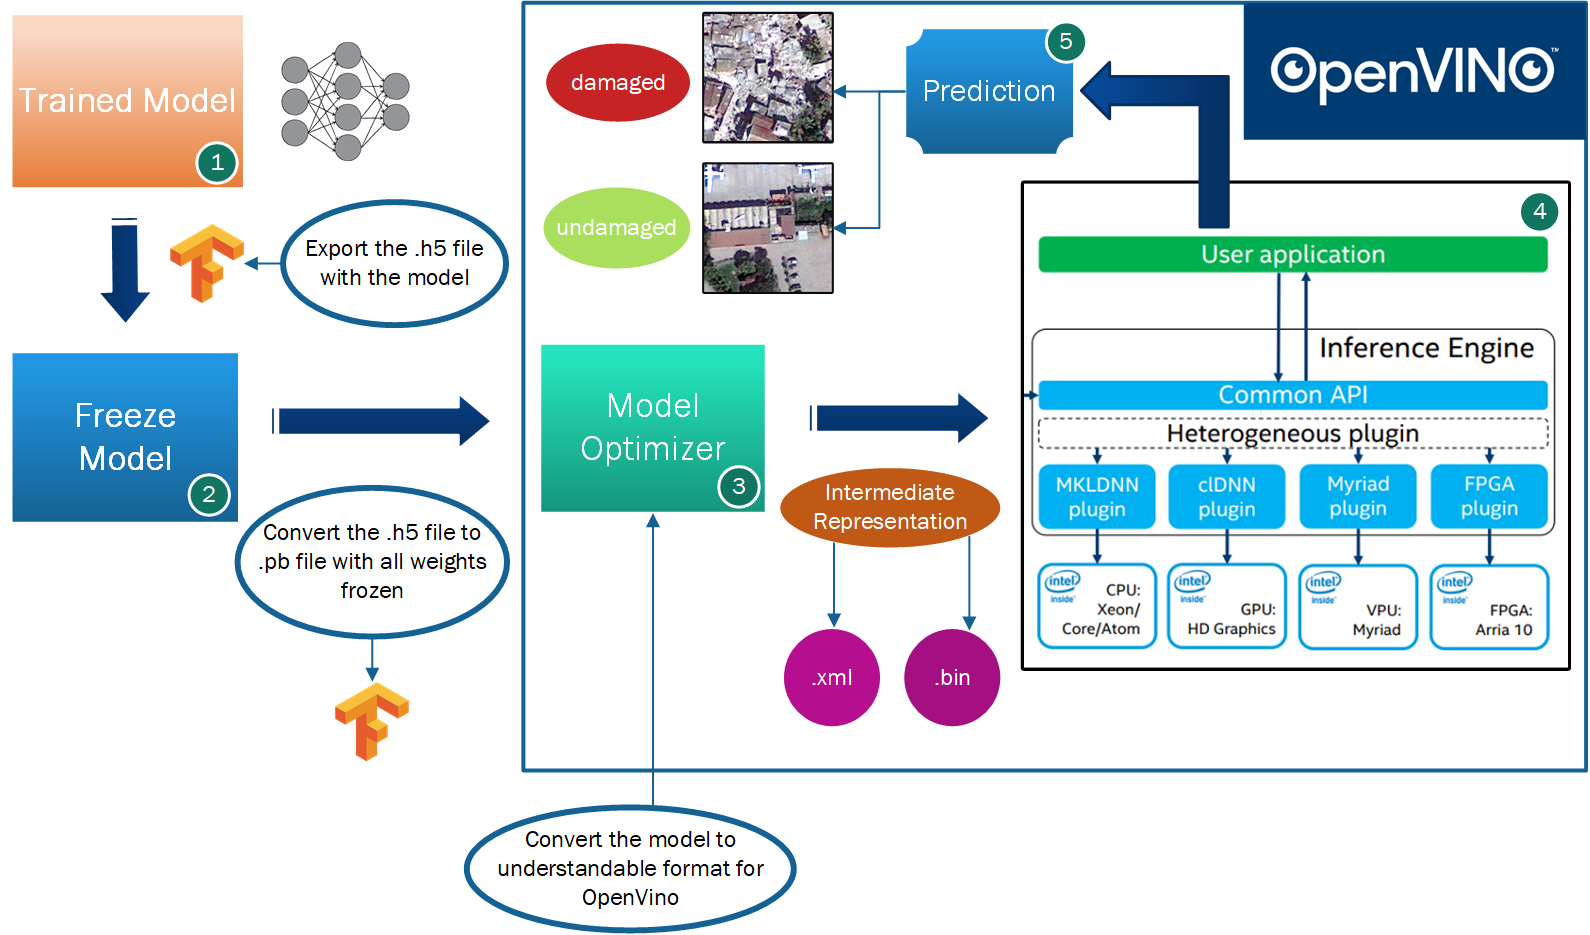 Trained Model
1
Export the .h5 file
with the model
Freeze
Model
2
Convert the .h5 file to
.pb file with all weights
frozen
Model
Optimizer
3
Convert the model to
understandable format for
OpenVino
Intermediate
Representation
.xml
.bin
OpenVINO™
4
User application
Inference Engine
Common API
Heterogeneous plugin
MKLDNN
plugin
clDNN
plugin
Myriad
plugin
FPGA
plugin
intel
inside
CPU:
Xeon/
Core/Atom
intel
inside
GPU:
HD Graphics
intel
inside
VPU:
Myriad
intel
inside
FPGA:
Arria 10
Prediction
5
damaged
undamaged